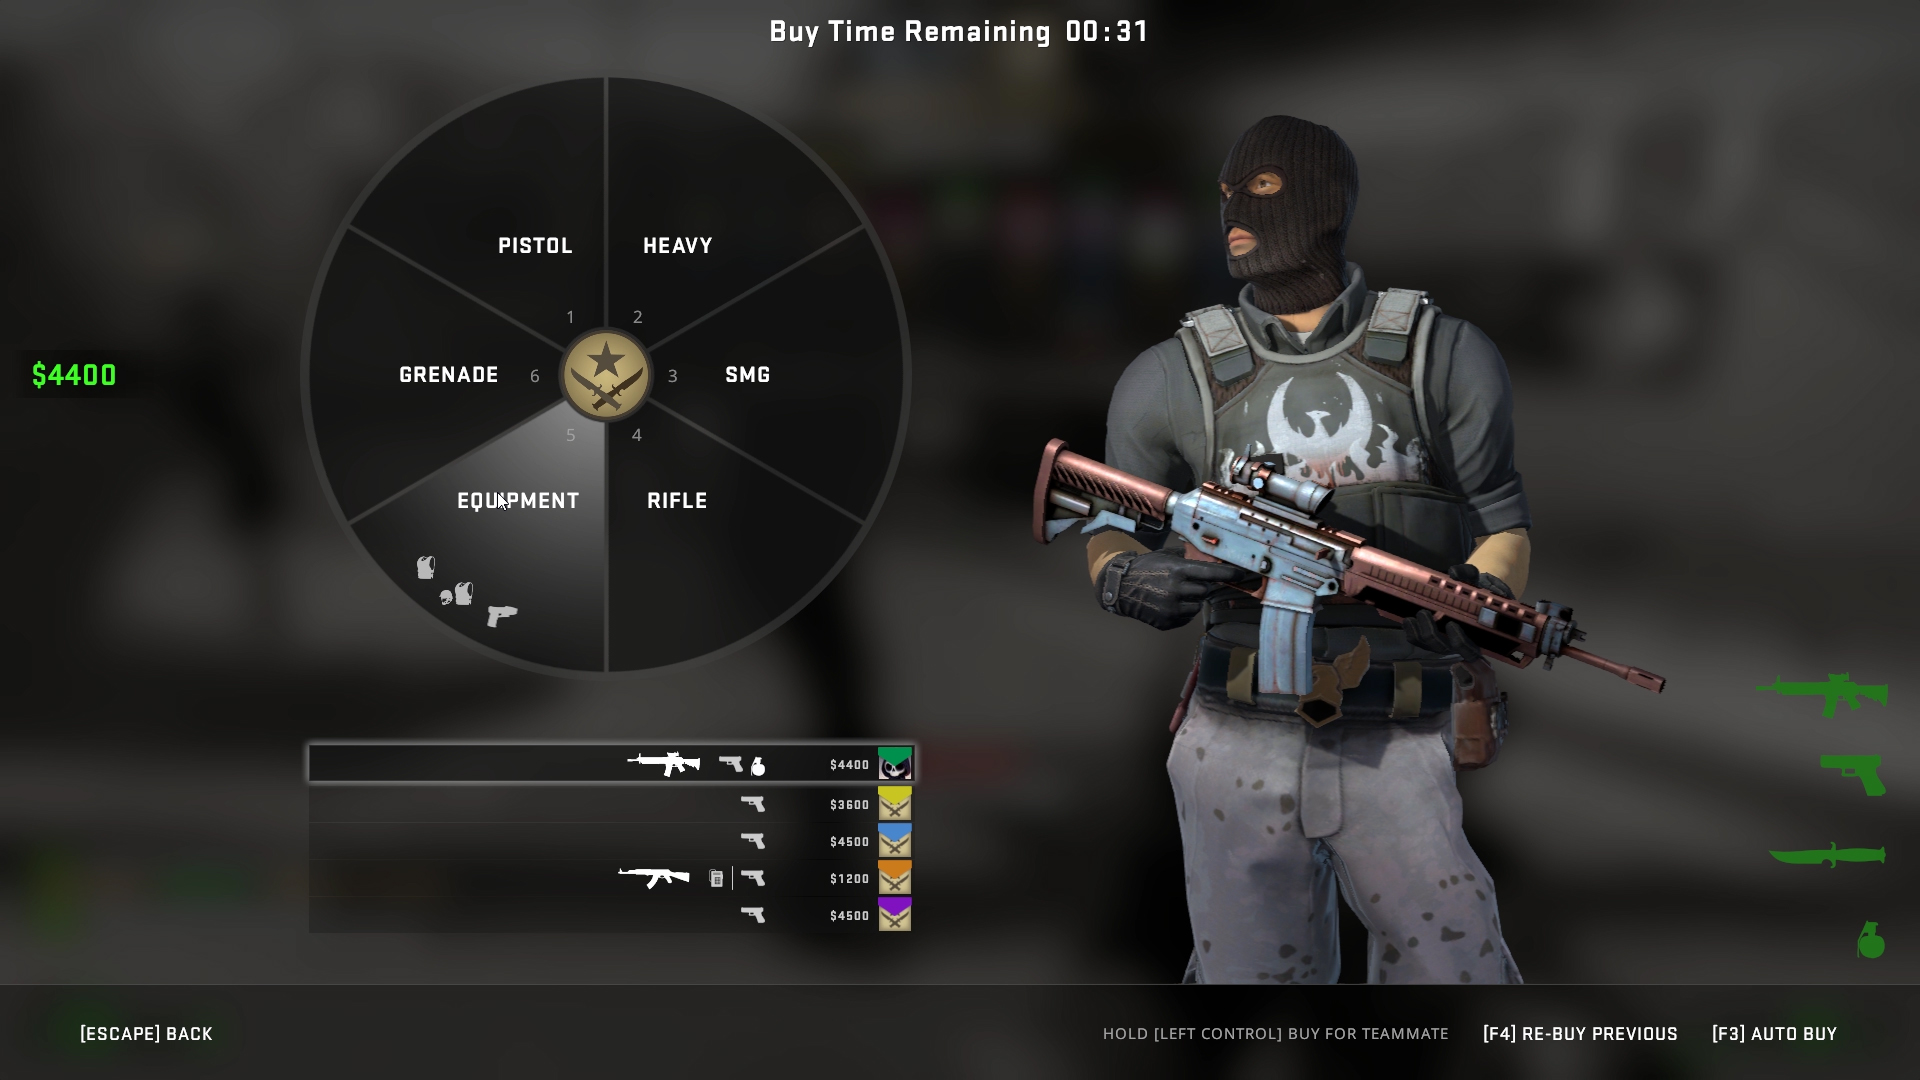 Buy Time Remaining 00:31
PISTOL
HEAVY
1
2
$4400
GRENADE
6
3
SMG
5
4
EQUIPMENT
RIFLE
$4400
$3600
$4500
$1200
$4500
[ESCAPE] BACK
HOLD [LEFT CONTROL] BUY FOR TEAMMATE
[F4] RE-BUY PREVIOUS
[F3] AUTO BUY